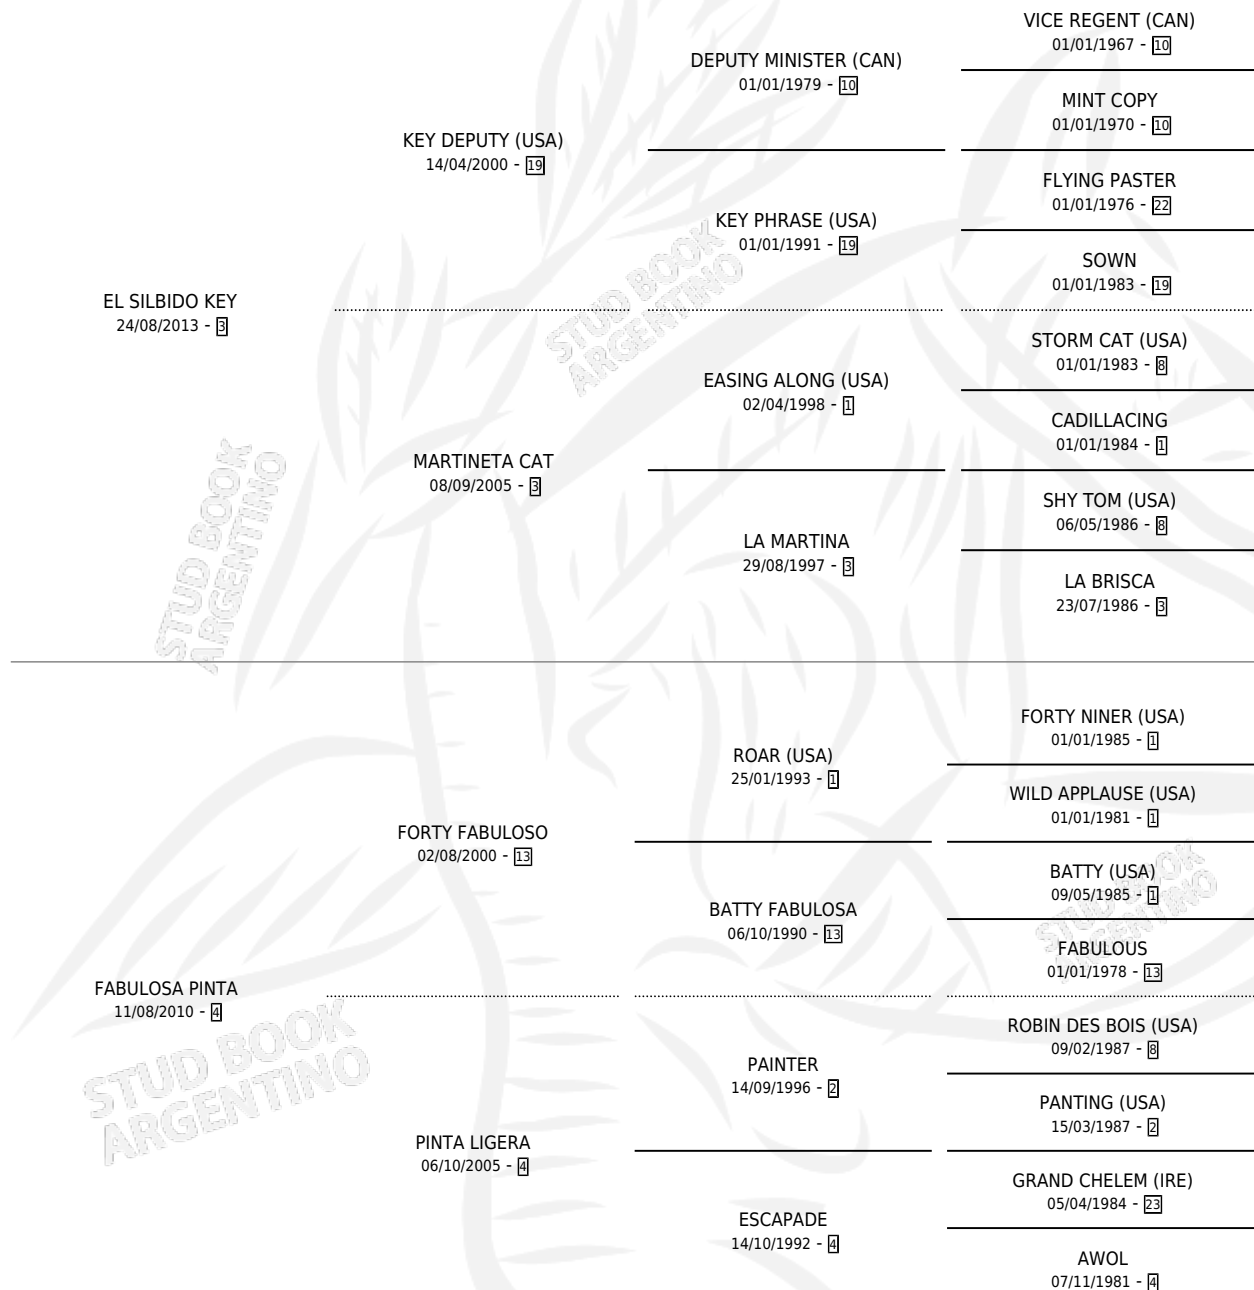 VICE REGENT (CAN)
01/01/1967 - 10
DEPUTY MINISTER (CAN)
01/01/1979 - 10
MINT COPY
01/01/1970 - 10
KEY DEPUTY (USA)
14/04/2000 - 19
FLYING PASTER
01/01/1976 - 22
KEY PHRASE (USA)
01/01/1991 - 19
SOWN
01/01/1983 - 19
EL SILBIDO KEY
24/08/2013 - 3
STORM CAT (USA)
01/01/1983 - 8
EASING ALONG (USA)
02/04/1998 - 1
CADILLACING
01/01/1984 - 1
MARTINETA CAT
08/09/2005 - 3
SHY TOM (USA)
06/05/1986 - 8
LA MARTINA
29/08/1997 - 3
LA BRISCA
23/07/1986 - 3
FORTY NINER (USA)
01/01/1985 - 1
ROAR (USA)
25/01/1993 - 1
WILD APPLAUSE (USA)
01/01/1981 - 1
FORTY FABULOSO
02/08/2000 - 13
BATTY (USA)
09/05/1985 - 1
BATTY FABULOSA
06/10/1990 - 13
FABULOUS
01/01/1978 - 13
FABULOSA PINTA
11/08/2010 - 4
ROBIN DES BOIS (USA)
09/02/1987 - 8
PAINTER
14/09/1996 - 2
PANTING (USA)
15/03/1987 - 2
PINTA LIGERA
06/10/2005 - 4
GRAND CHELEM (IRE)
05/04/1984 - 23
ESCAPADE
14/10/1992 - 4
AWOL
07/11/1981 - 4
STUD BOOK
ARGENTINO
STUD BOOK
ARGENTINO
STUD BOOK
ARGENTINO
STUD BOOK
ARGENTINO